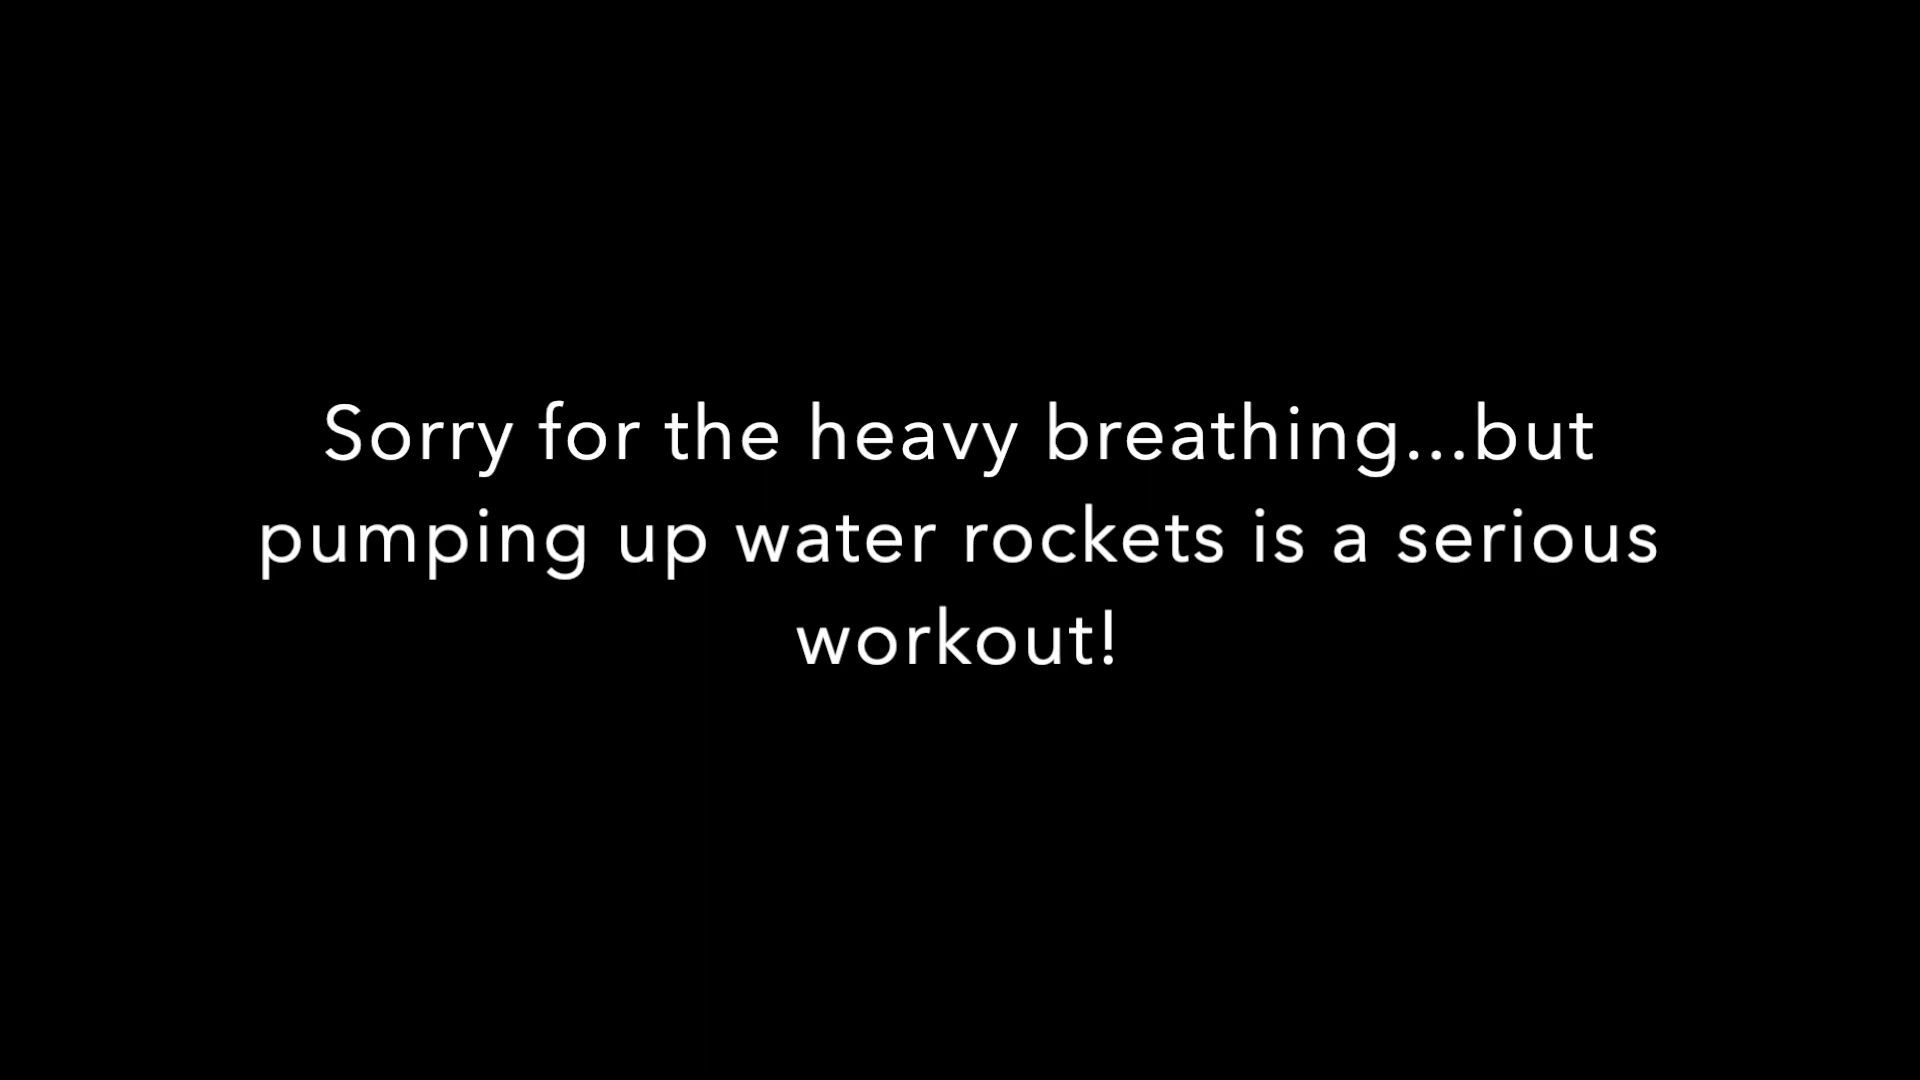 Sorry for the heavy breathing...but
pumping up water rockets is a serious
workout!